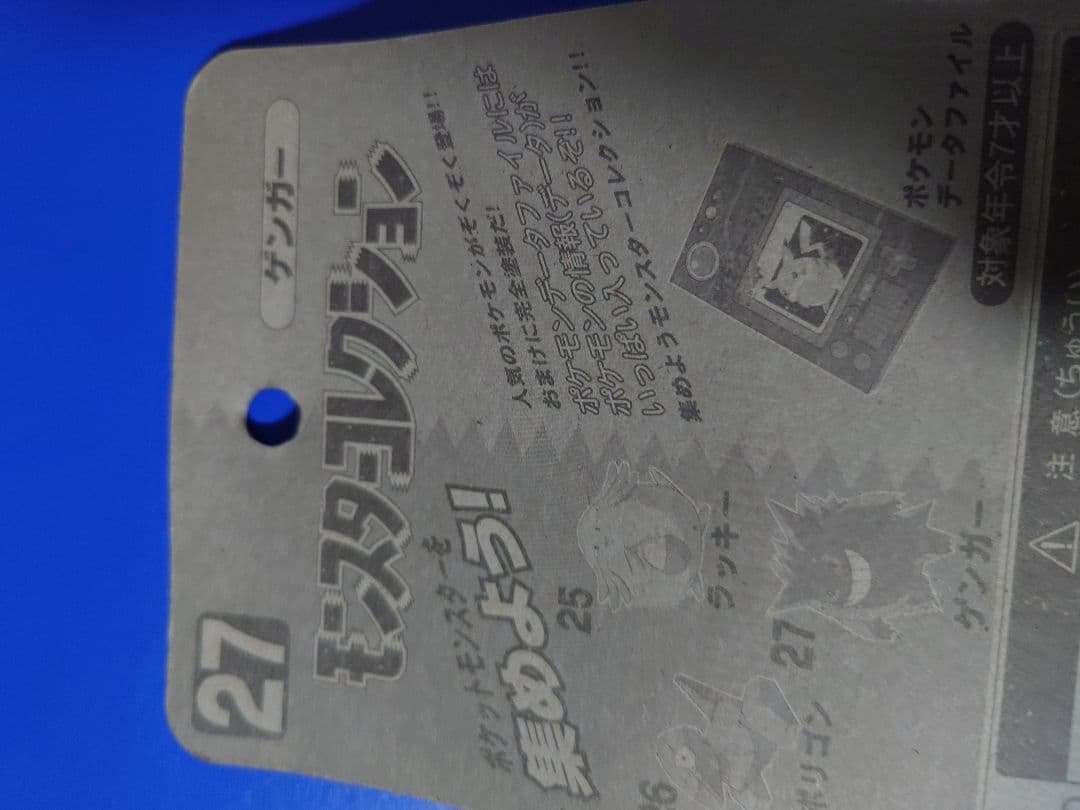 27
ゲンガー
モンスターコレクション
人気のポケモンがぞくぞく登場!!
おまけに完全塗装だ!
ポケモンデータファイルには
ポケモンの情報(データ)が
いっぱい入っているぞ!!
集めようモンスターコレクション!!
ポケモン
データファイル
対象年令7才以上
ポケットモンスターを
集めよう!
25
ラッキー
ポリゴン
27
ゲンガー
注意(ちゅうい)